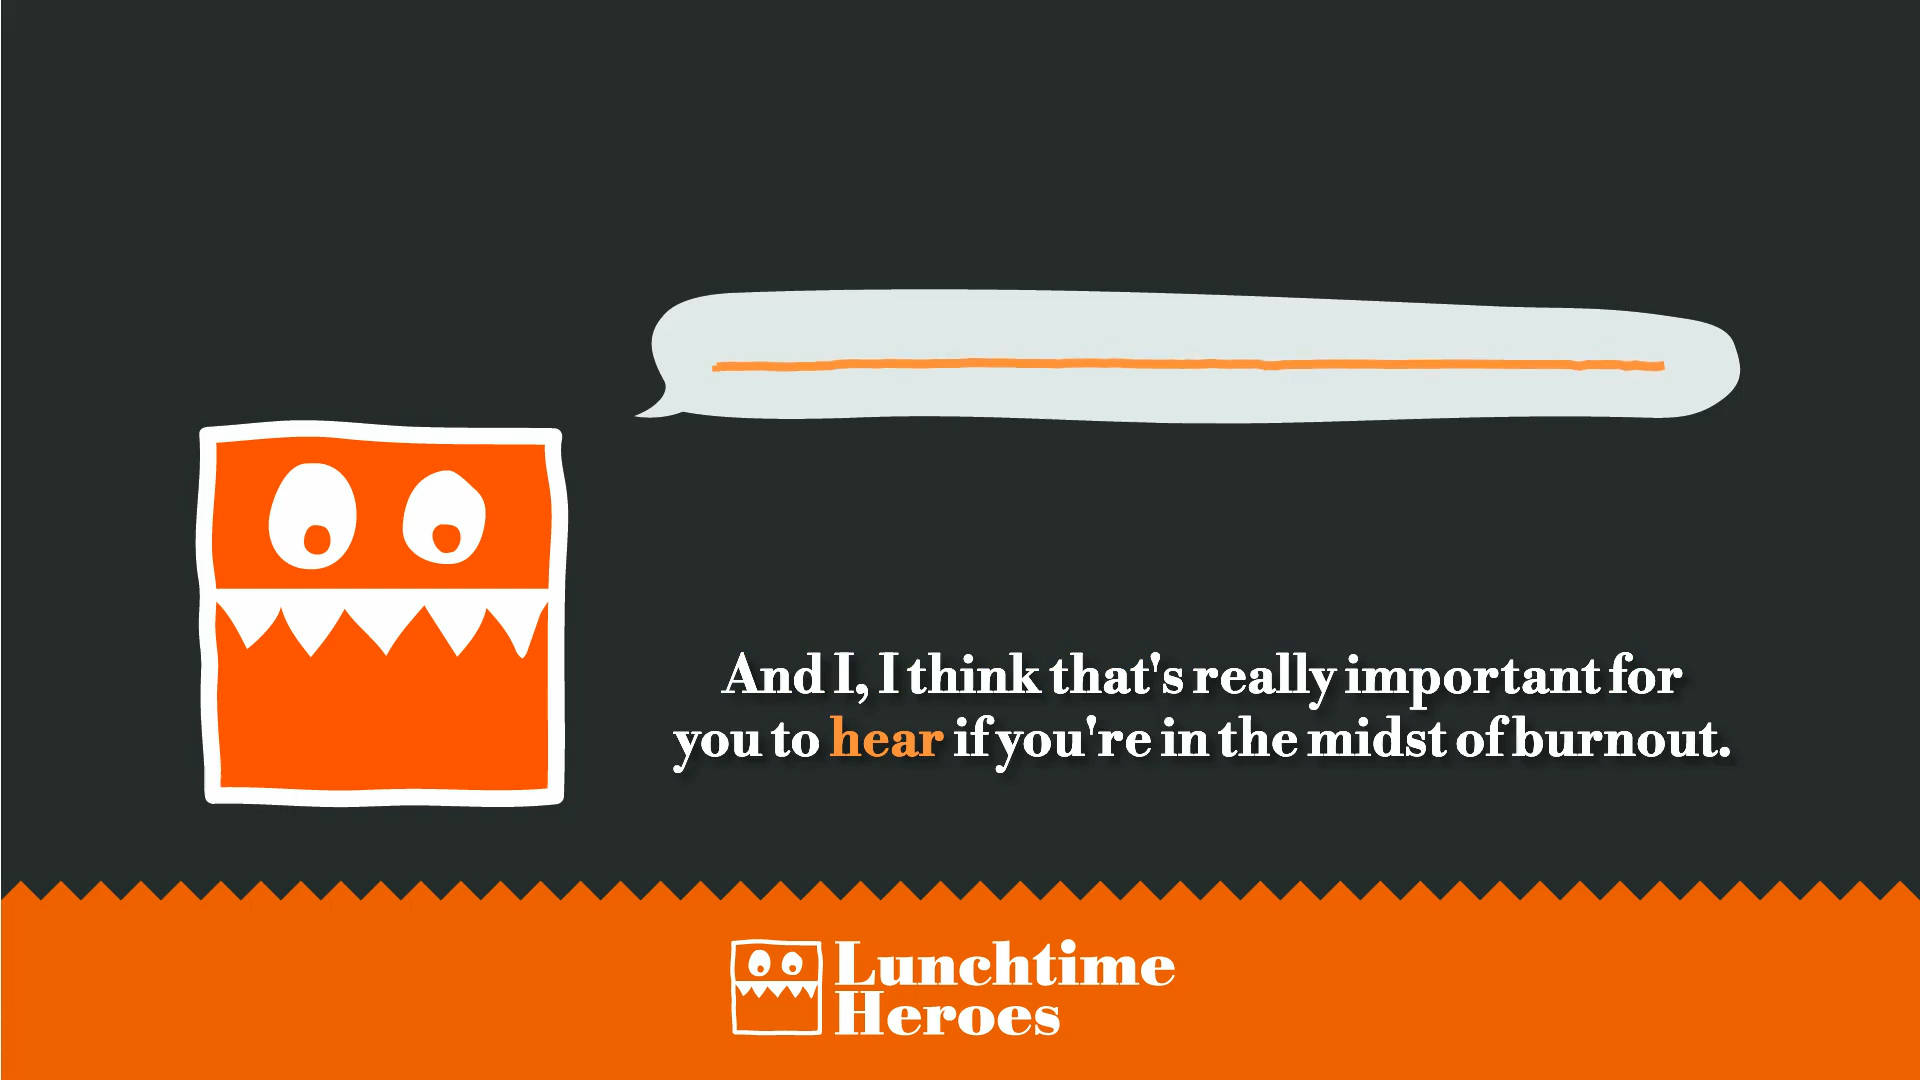 And I, I think that's really important for
you to hear if you're in the midst of burnout.
Lunchtime
Heroes